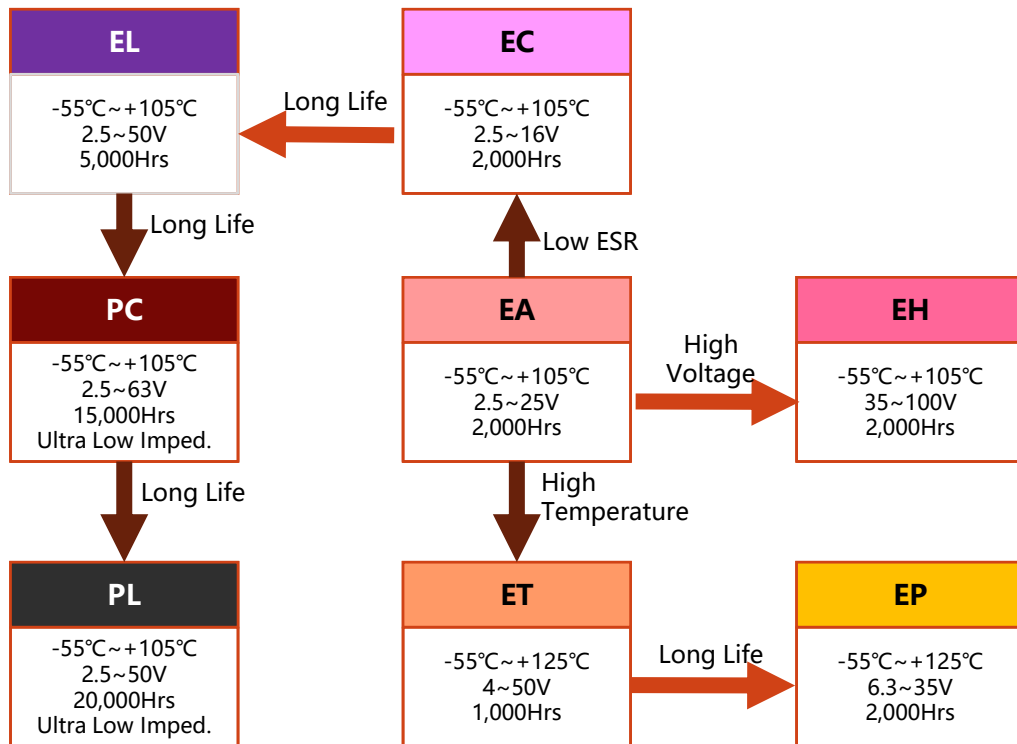 EL
-55℃~+105℃
2.5~50V
5,000Hrs
Long Life
EC
-55℃~+105℃
2.5~16V
2,000Hrs
Long Life
Low ESR
PC
-55℃~+105℃
2.5~63V
15,000Hrs
Ultra Low Imped.
EA
-55℃~+105℃
2.5~25V
2,000Hrs
High
Voltage
EH
-55℃~+105℃
35~100V
2,000Hrs
Long Life
High
Temperature
PL
-55℃~+105℃
2.5~50V
20,000Hrs
Ultra Low Imped.
ET
-55℃~+125℃
4~50V
1,000Hrs
Long Life
EP
-55℃~+125℃
6.3~35V
2,000Hrs